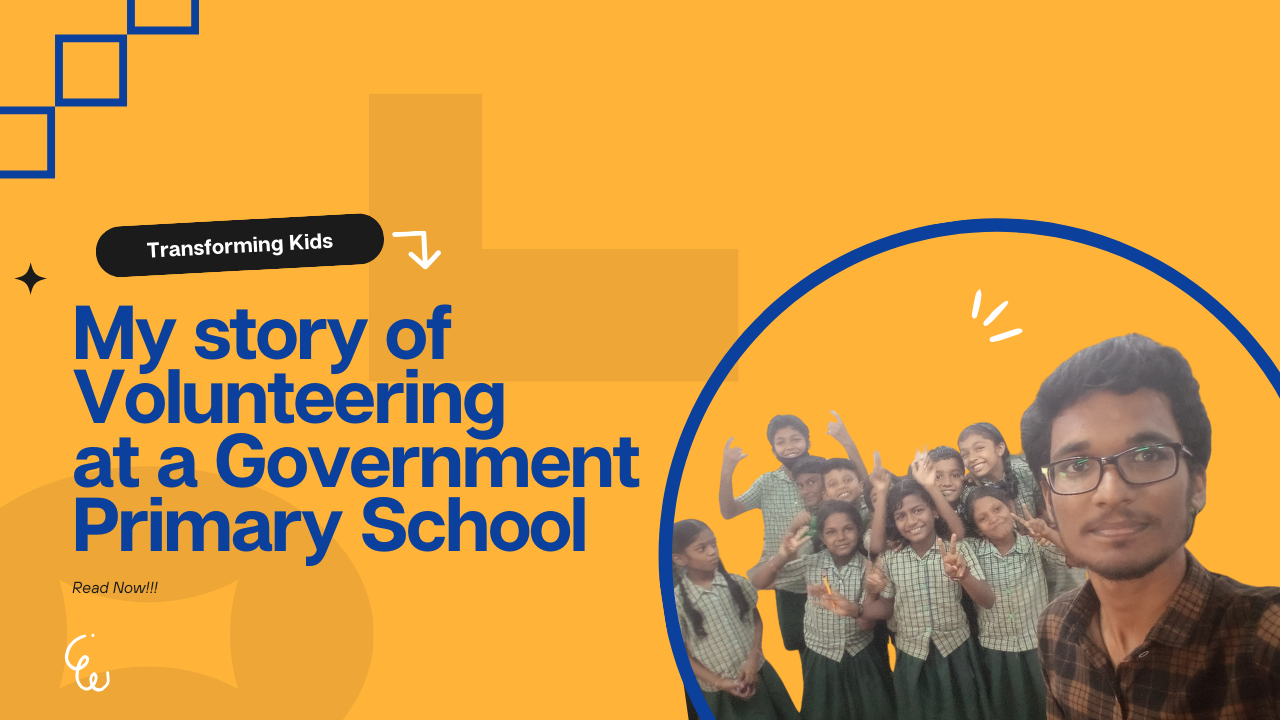 Transforming Kids
My story of
Volunteering
at a Government
Primary School
Read Now!!!